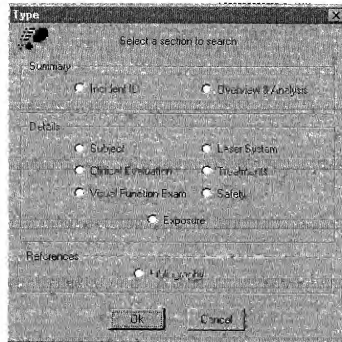 Type
Select a section to search
Summary
Incident ID Overview & Analysis
Details
Subject Laser System
Clinical Evaluation Treatments
Visual Function Exam Safety
Exposure
References
Bibliography
Ok Cancel